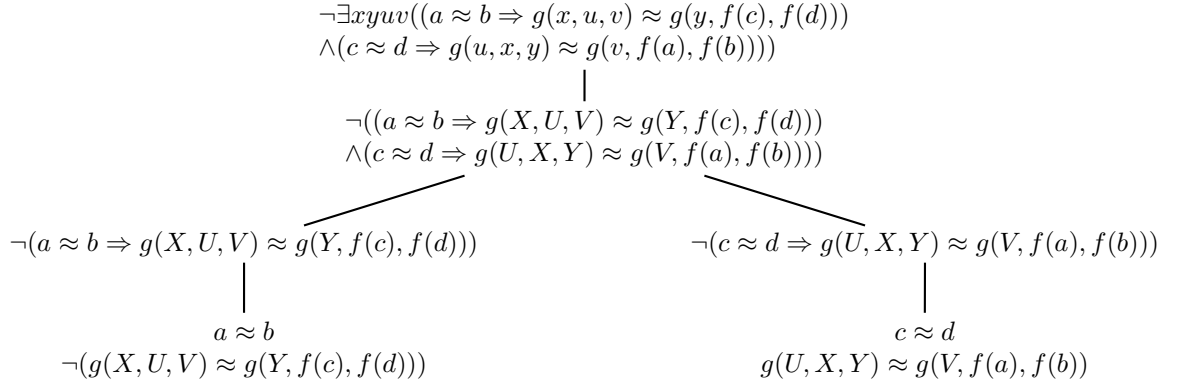 ¬∃xyuv((a ≈ b ⇒ g(x, u, v) ≈ g(y, f(c), f(d)))
∧(c ≈ d ⇒ g(u, x, y) ≈ g(v, f(a), f(b))))
¬((a ≈ b ⇒ g(X, U, V) ≈ g(Y, f(c), f(d)))
∧(c ≈ d ⇒ g(U, X, Y) ≈ g(V, f(a), f(b))))
¬(a ≈ b ⇒ g(X, U, V) ≈ g(Y, f(c), f(d)))
¬(c ≈ d ⇒ g(U, X, Y) ≈ g(V, f(a), f(b)))
a ≈ b
¬(g(X, U, V) ≈ g(Y, f(c), f(d)))
c ≈ d
g(U, X, Y) ≈ g(V, f(a), f(b))